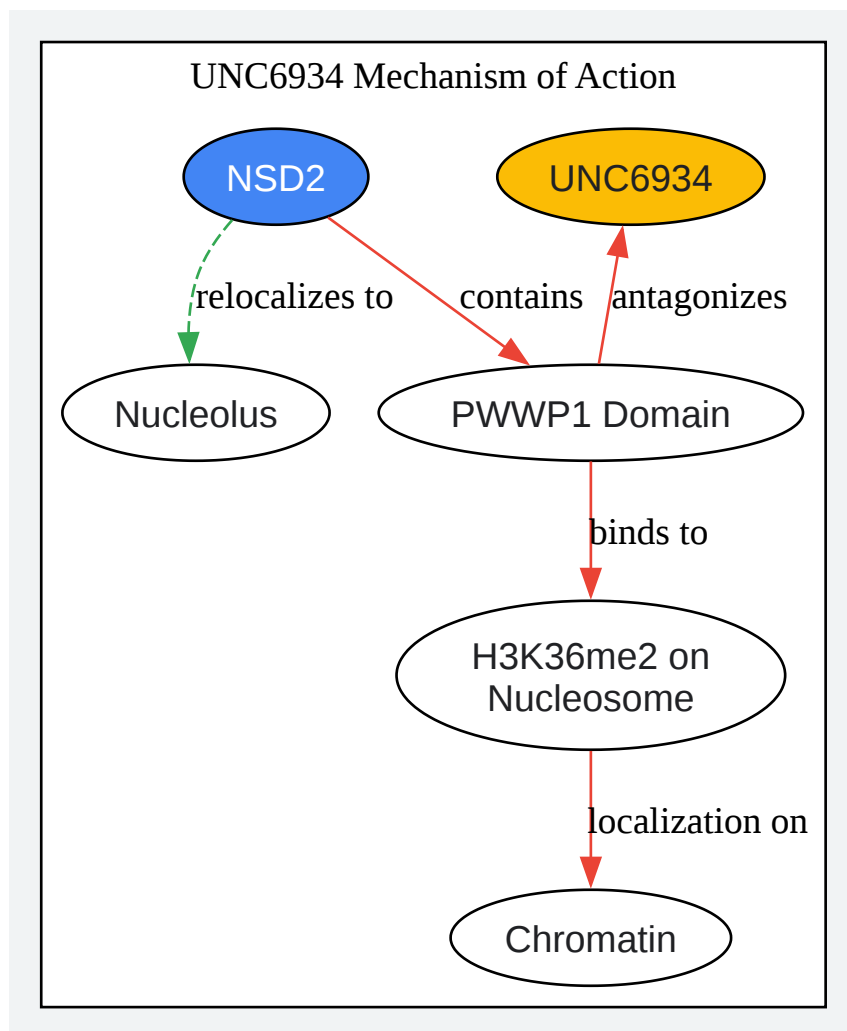 UNC6934 Mechanism of Action
NSD2
UNC6934
relocalizes to
contains
antagonizes
Nucleolus
PWWP1 Domain
binds to
H3K36me2 on
Nucleosome
localization on
Chromatin